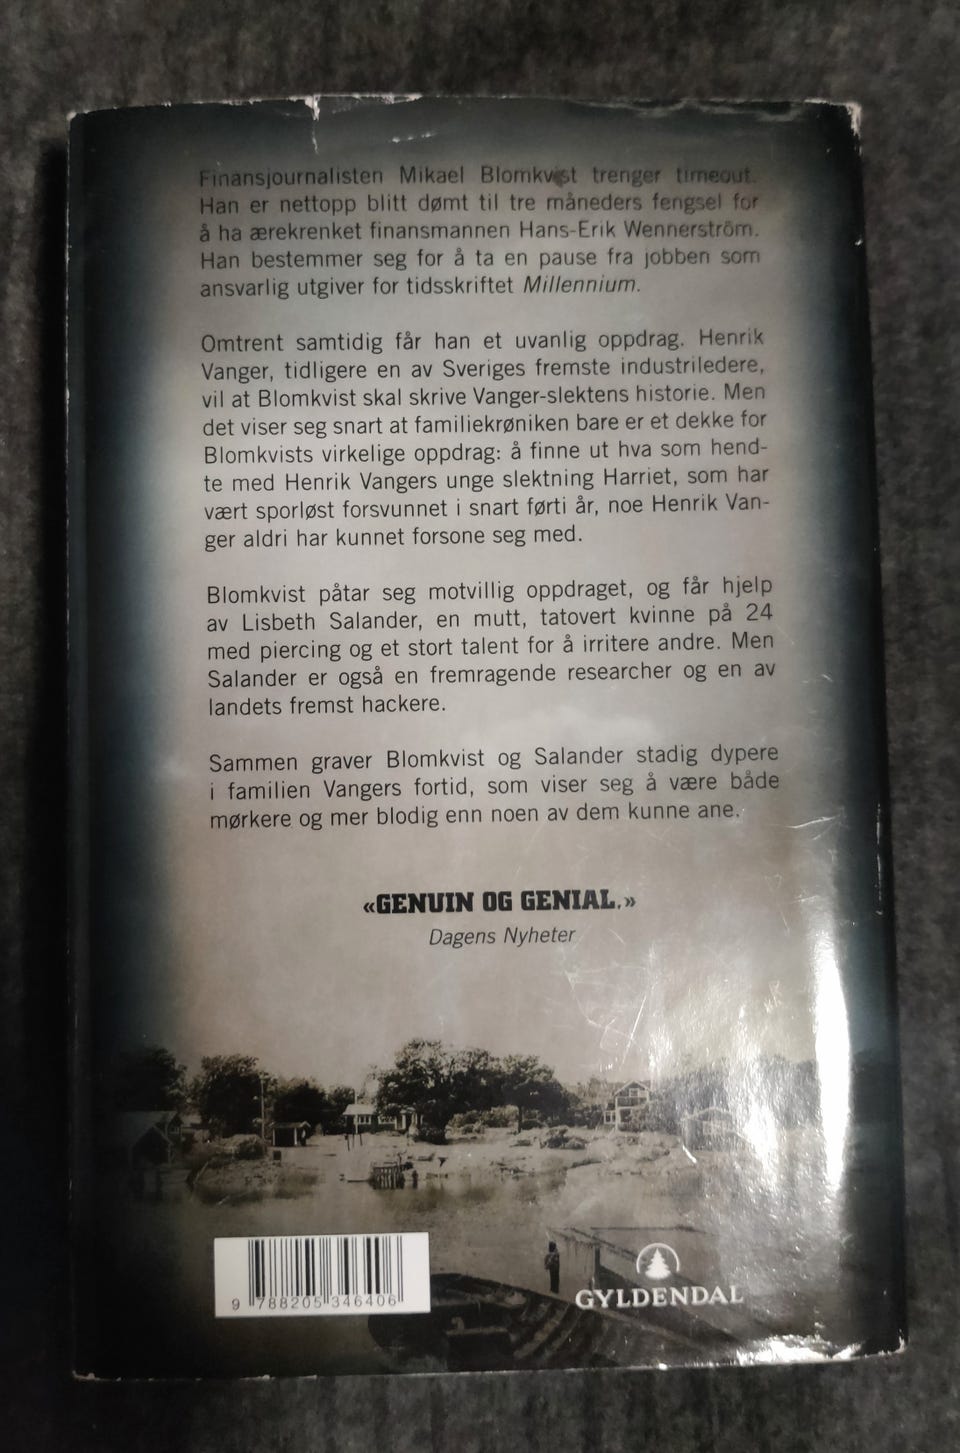 Finansjournalisten Mikael Blomkvist trenger timeout.
Han er nettopp blitt dømt til tre måneders fengsel for
å ha ærekrenket finansmannen Hans-Erik Wennerström.
Han bestemmer seg for å ta en pause fra jobben som
ansvarlig utgiver for tidsskriftet Millennium.
Omtrent samtidig får han et uvanlig oppdrag. Henrik
Vanger, tidligere en av Sveriges fremste industriledere,
vil at Blomkvist skal skrive Vanger-slektens historie. Men
det viser seg snart at familiekrøniken bare er et dekke for
Blomkvists virkelige oppdrag: å finne ut hva som hend-
te med Henrik Vangers unge slektning Harriet, som har
vært sporløst forsvunnet i snart førti år, noe Henrik Van-
ger aldri har kunnet forsone seg med.
Blomkvist påtar seg motvillig oppdraget, og får hjelp
av Lisbeth Salander, en mutt, tatovert kvinne på 24
med piercing og et stort talent for å irritere andre. Men
Salander er også en fremragende researcher og en av
landets fremst hackere.
Sammen graver Blomkvist og Salander stadig dypere
i familien Vangers fortid, som viser seg å være både
mørkere og mer blodig enn noen av dem kunne ane.
«GENUIN OG GENIAL.»
Dagens Nyheter
9 788205 346406
GYLDENDAL